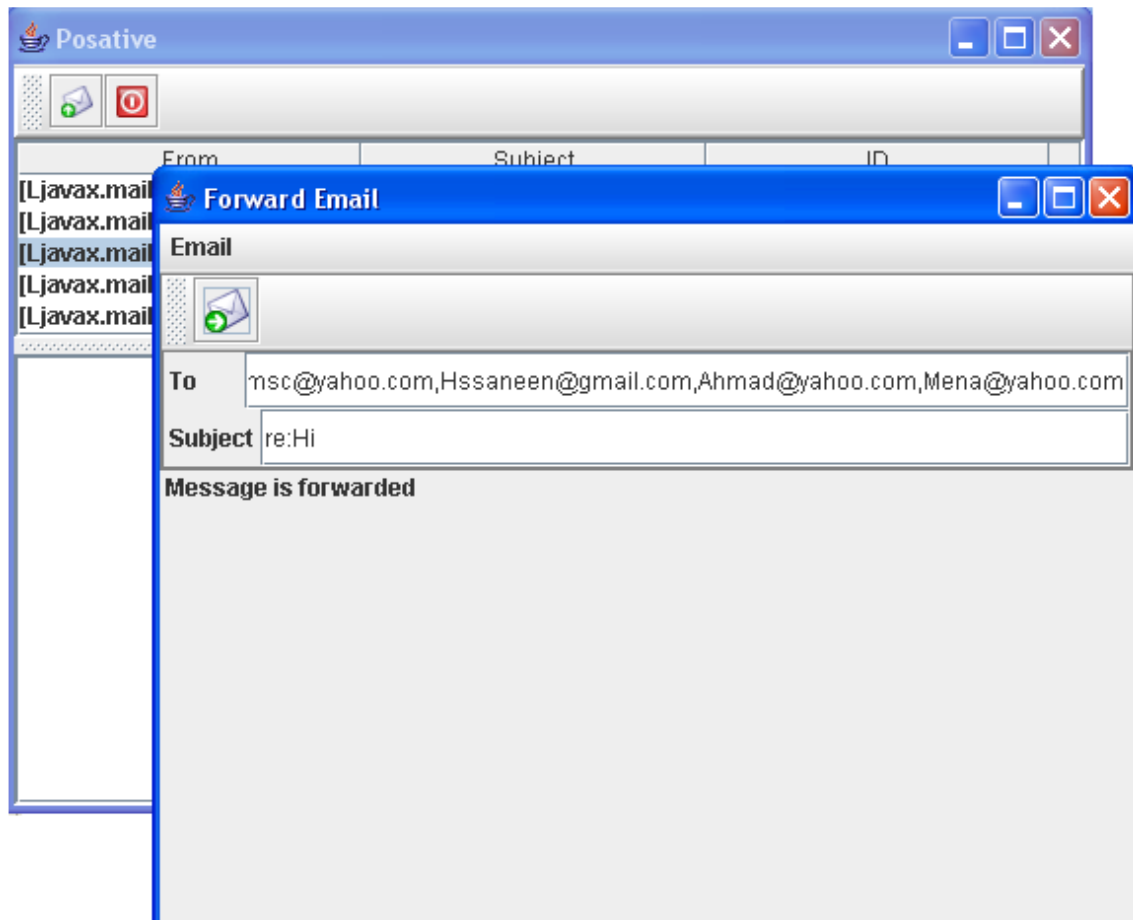 Posative
From Subject ID
[Ljavax.mail
[Ljavax.mail
[Ljavax.mail
[Ljavax.mail
[Ljavax.mail
Forward Email
Email
To msc@yahoo.com,Hssaneen@gmail.com,Ahmad@yahoo.com,Mena@yahoo.com
Subject re:Hi
Message is forwarded